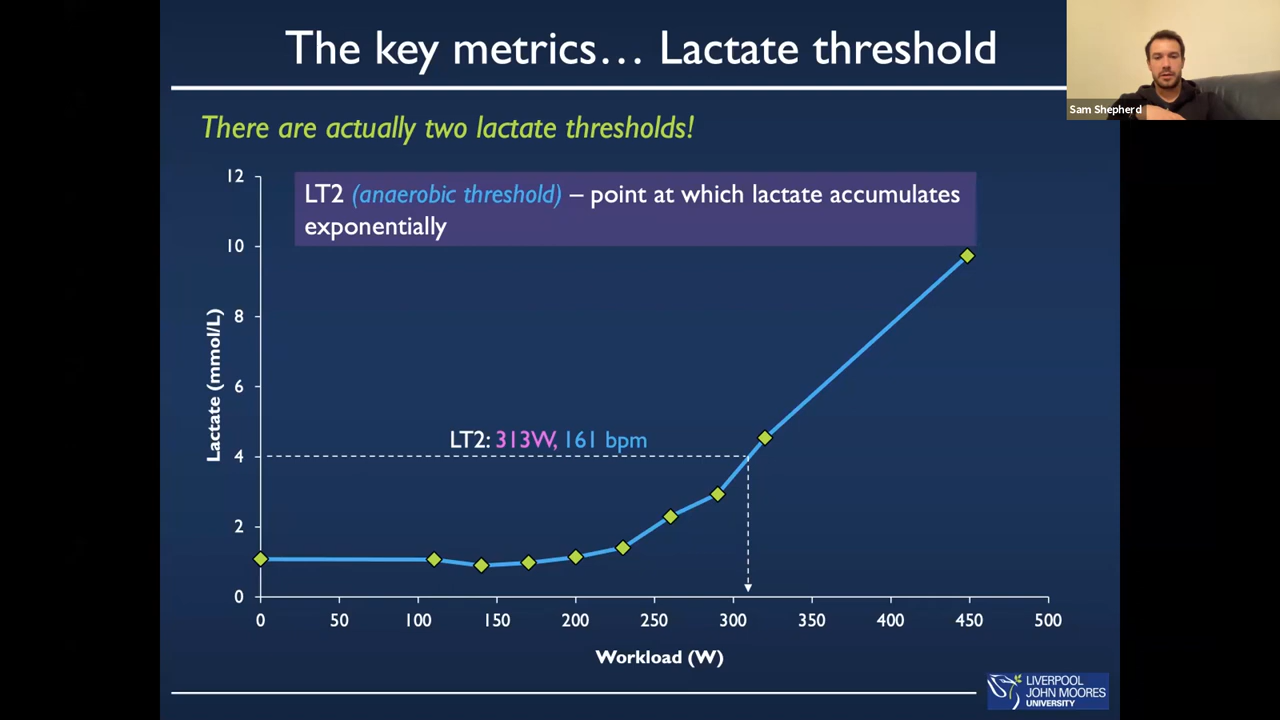 The key metrics… Lactate threshold
Sam Shepherd
There are actually two lactate thresholds!
LT2 (anaerobic threshold) – point at which lactate accumulates
exponentially
12
10
8
6
4
2
0
Lactate (mmol/L)
LT2: 313W, 161 bpm
0 50 100 150 200 250 300 350 400 450 500
Workload (W)
LIVERPOOL
JOHN MOORES
UNIVERSITY